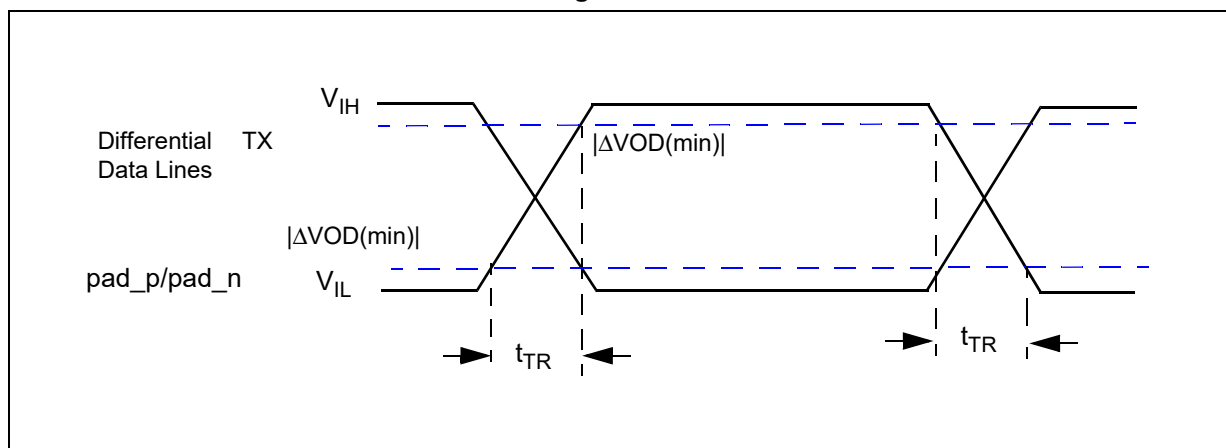 V_IH
Differential TX
Data Lines
|ΔVOD(min)|
|ΔVOD(min)|
pad_p/pad_n
V_IL
t_TR
t_TR